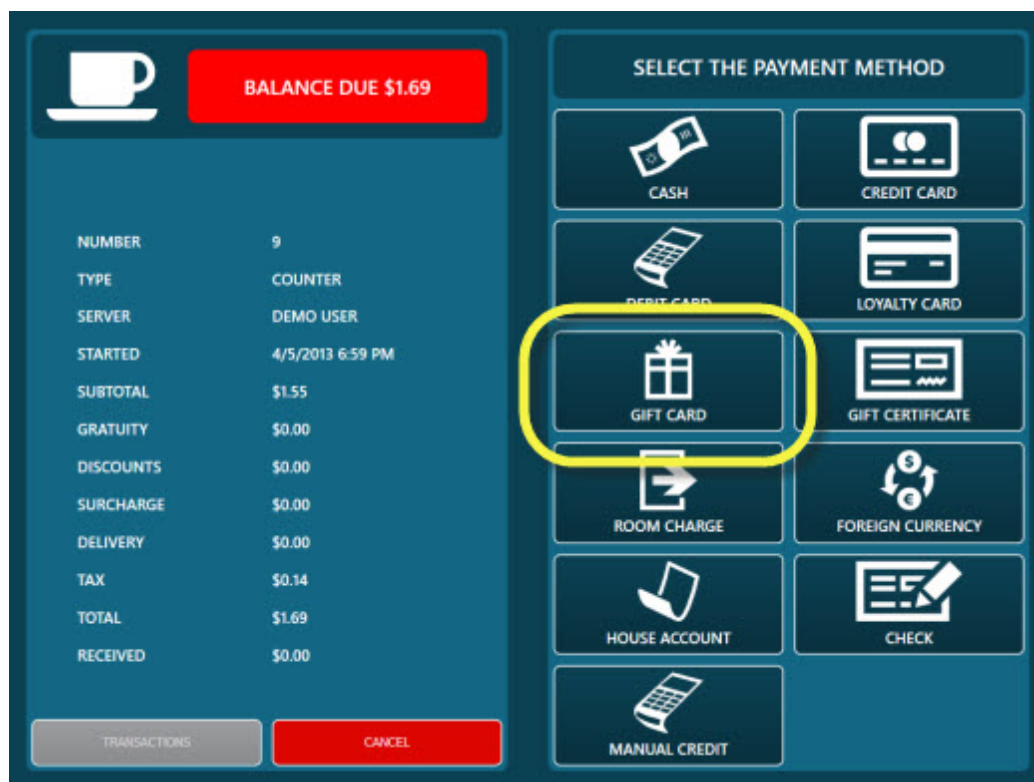 BALANCE DUE $1.69
NUMBER 9
TYPE COUNTER
SERVER DEMO USER
STARTED 4/5/2013 6:59 PM
SUBTOTAL $1.55
GRATUITY $0.00
DISCOUNTS $0.00
SURCHARGE $0.00
DELIVERY $0.00
TAX $0.14
TOTAL $1.69
RECEIVED $0.00
TRANSACTIONS CANCEL
SELECT THE PAYMENT METHOD
CASH CREDIT CARD
DEBIT CARD LOYALTY CARD
GIFT CARD GIFT CERTIFICATE
ROOM CHARGE FOREIGN CURRENCY
HOUSE ACCOUNT CHECK
MANUAL CREDIT